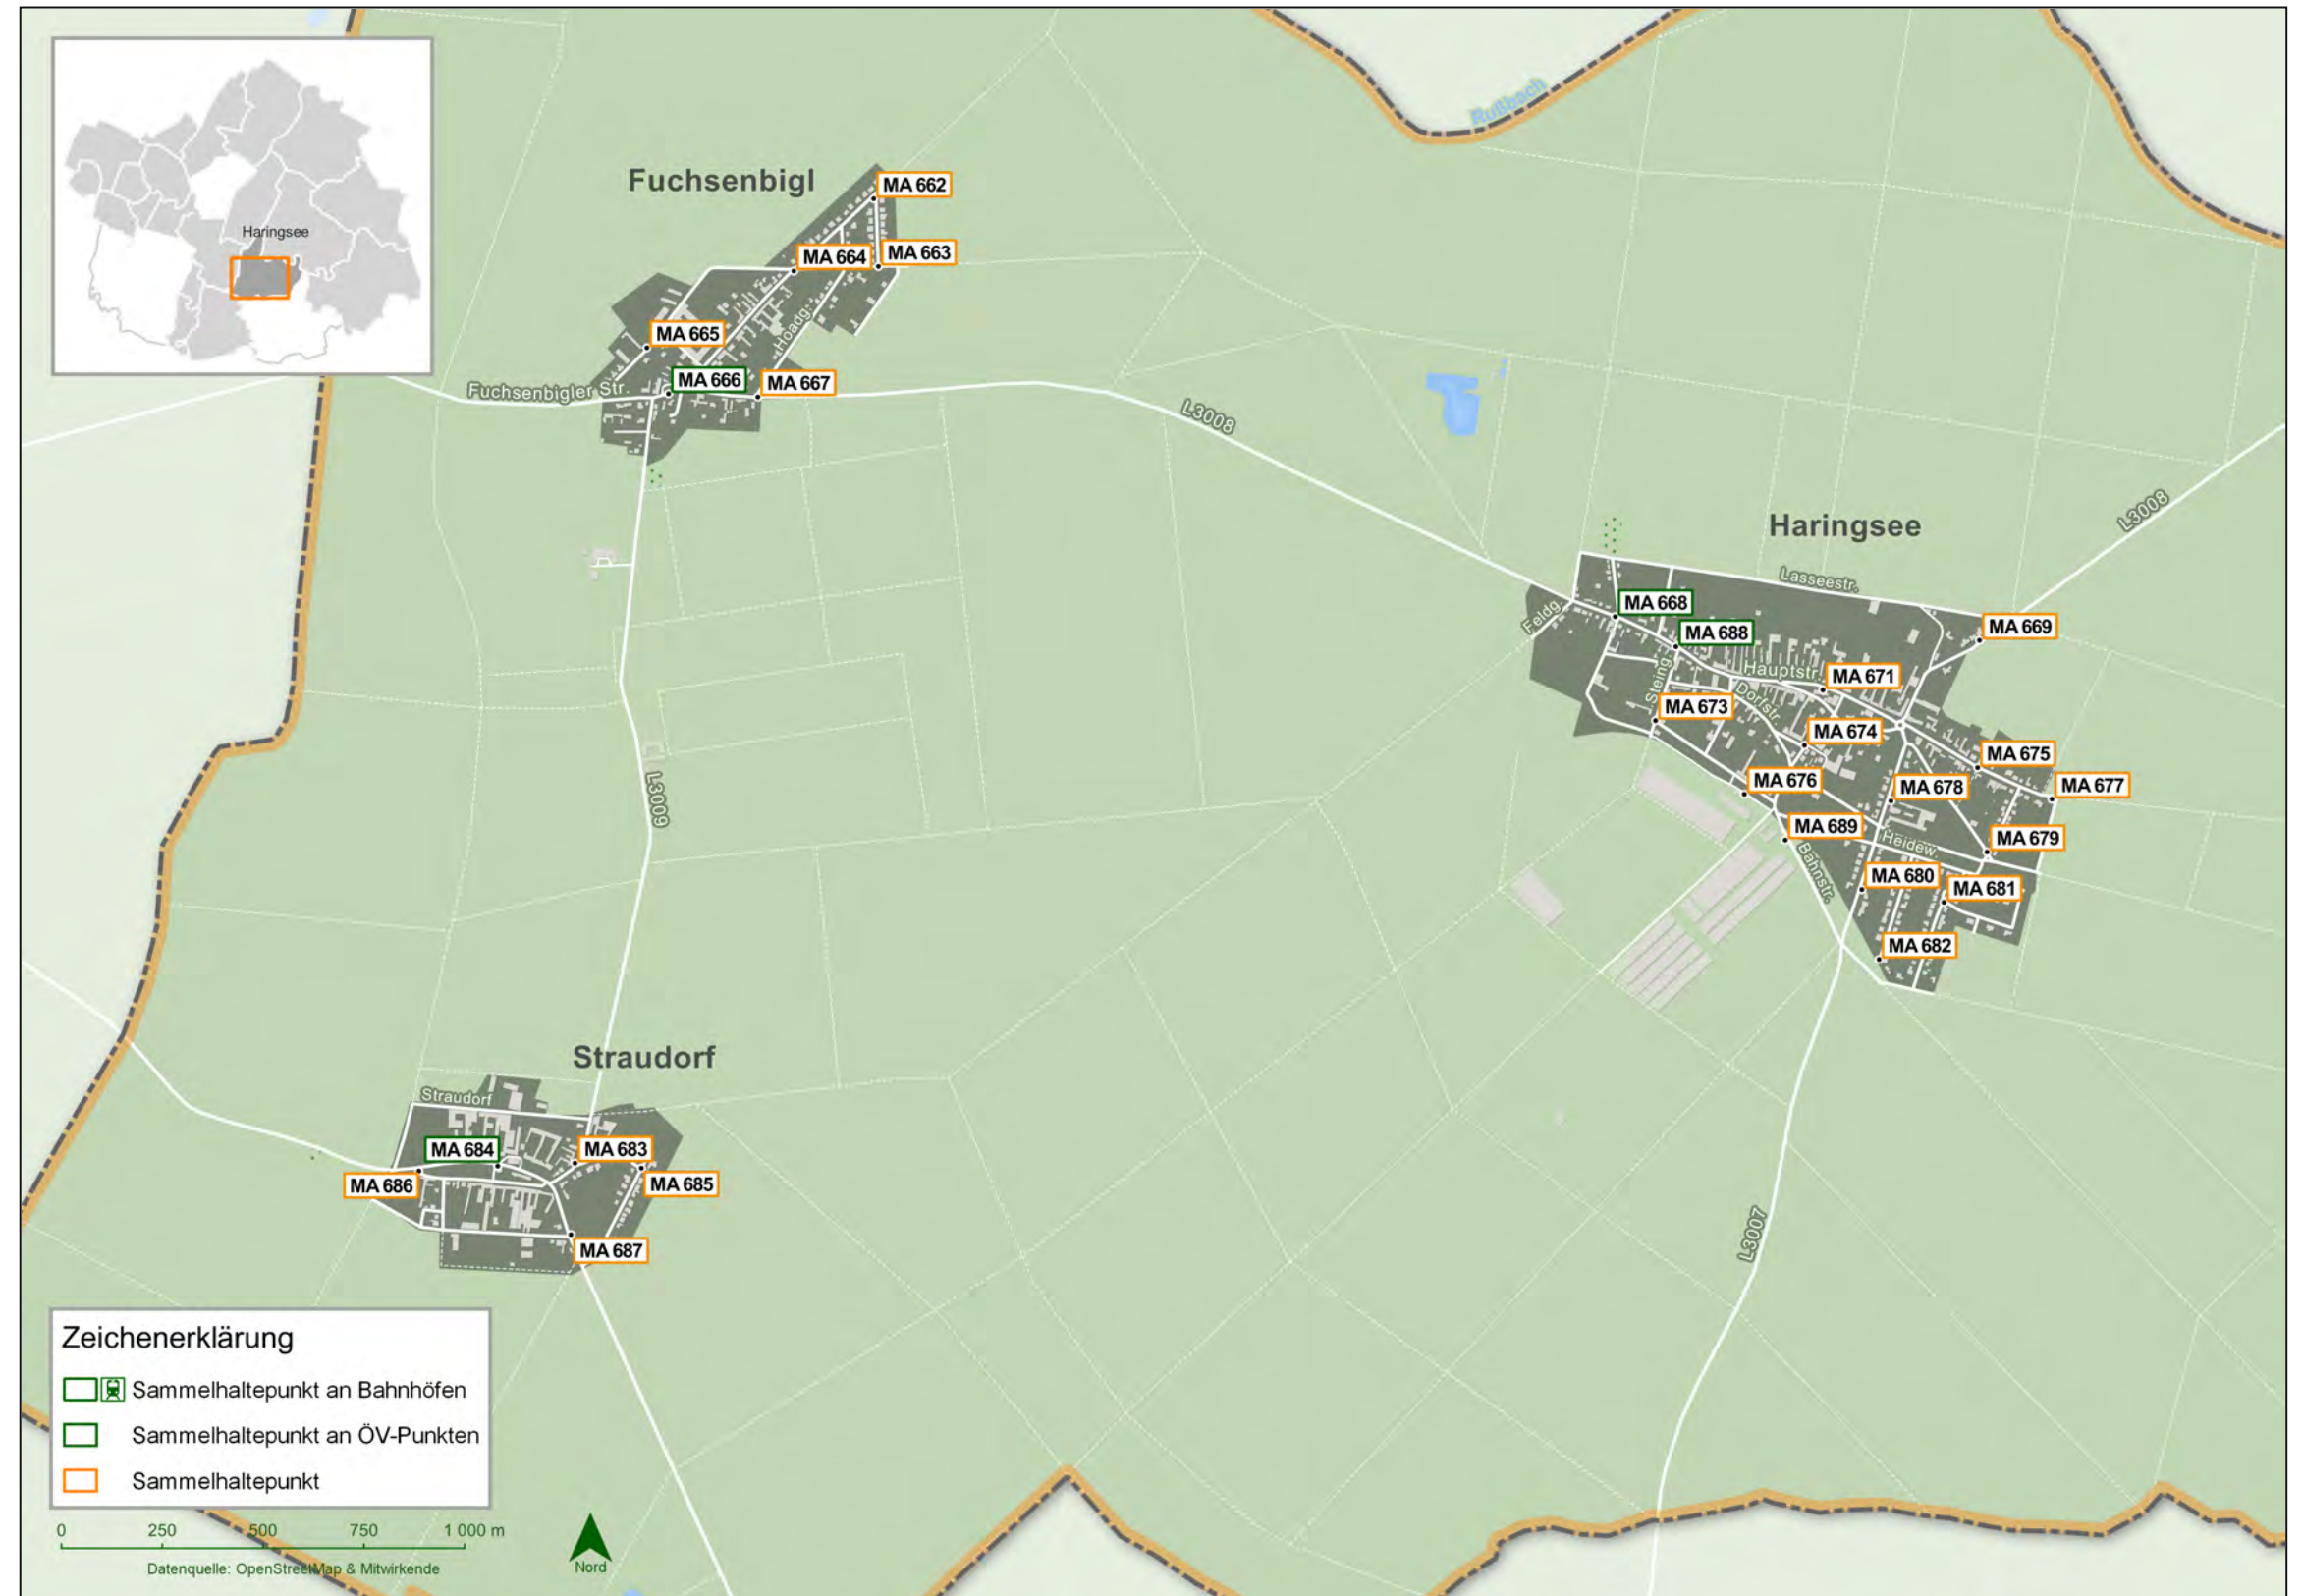 Rußbach
Fuchsenbigl
MA 662
Haringsee
MA 663
MA 664
MA 665
Hoadg.
MA 666
MA 667
Fuchsenbigler Str.
L3008
L3008
Haringsee
Lasseestr.
MA 668
Feldg.
MA 669
MA 688
Hauptstr.
MA 671
Steing.
Dorfstr.
MA 673
MA 674
MA 675
MA 676
MA 678
MA 677
L3009
MA 689
Heidew.
MA 679
Bahnstr.
MA 680
MA 681
MA 682
Straudorf
Straudorf
MA 684
MA 683
MA 686
MA 685
MA 687
L3007
Zeichenerklärung
Sammelhaltepunkt an Bahnhöfen
Sammelhaltepunkt an ÖV-Punkten
Sammelhaltepunkt
0 250 500 750 1 000 m
Datenquelle: OpenStreetMap & Mitwirkende
Nord